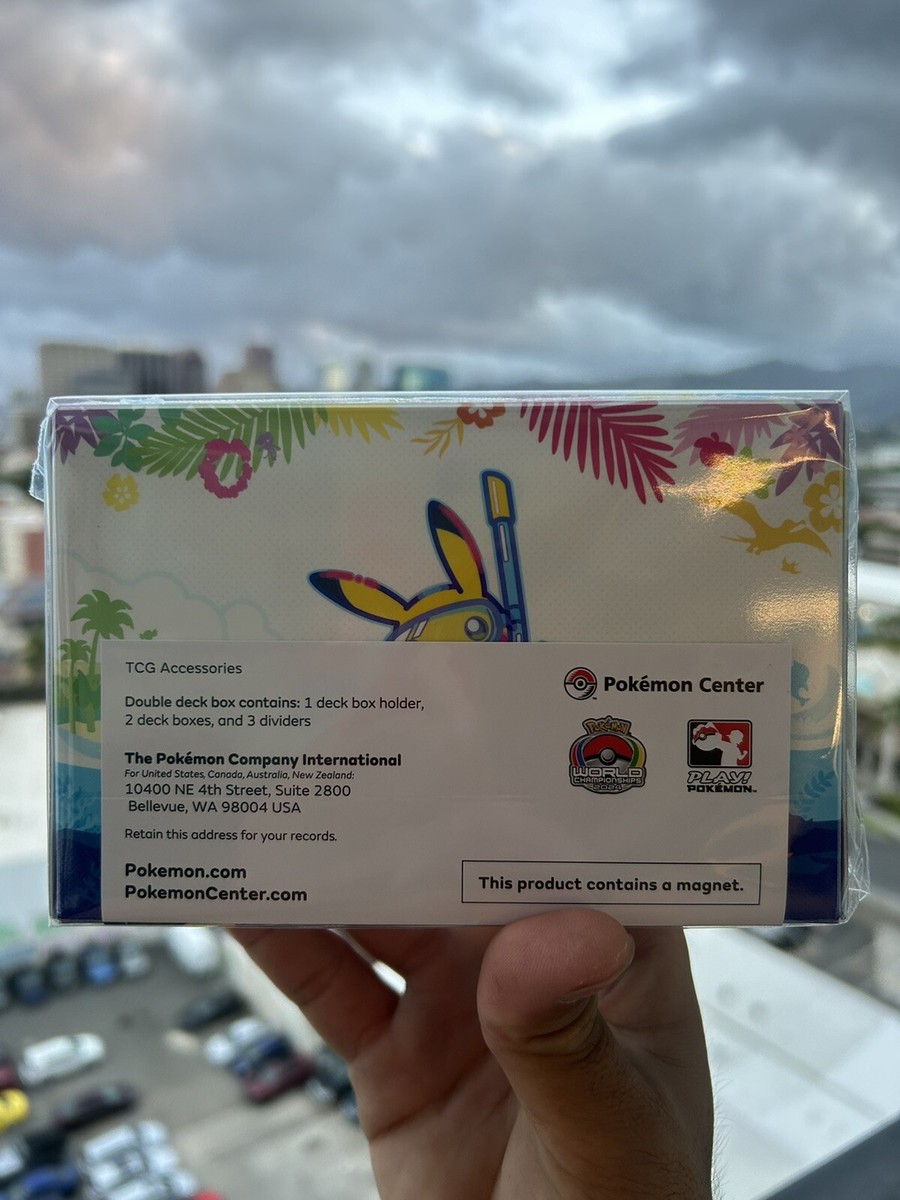 TCG Accessories
Pokémon Center
Double deck box contains: 1 deck box holder,
2 deck boxes, and 3 dividers
The Pokémon Company International
For United States, Canada, Australia, New Zealand:
10400 NE 4th Street, Suite 2800
Bellevue, WA 98004 USA
Pokémon
WORLD
CHAMPIONSHIPS
2024
PLAY!
POKÉMON™
Retain this address for your records.
Pokemon.com
PokemonCenter.com
This product contains a magnet.